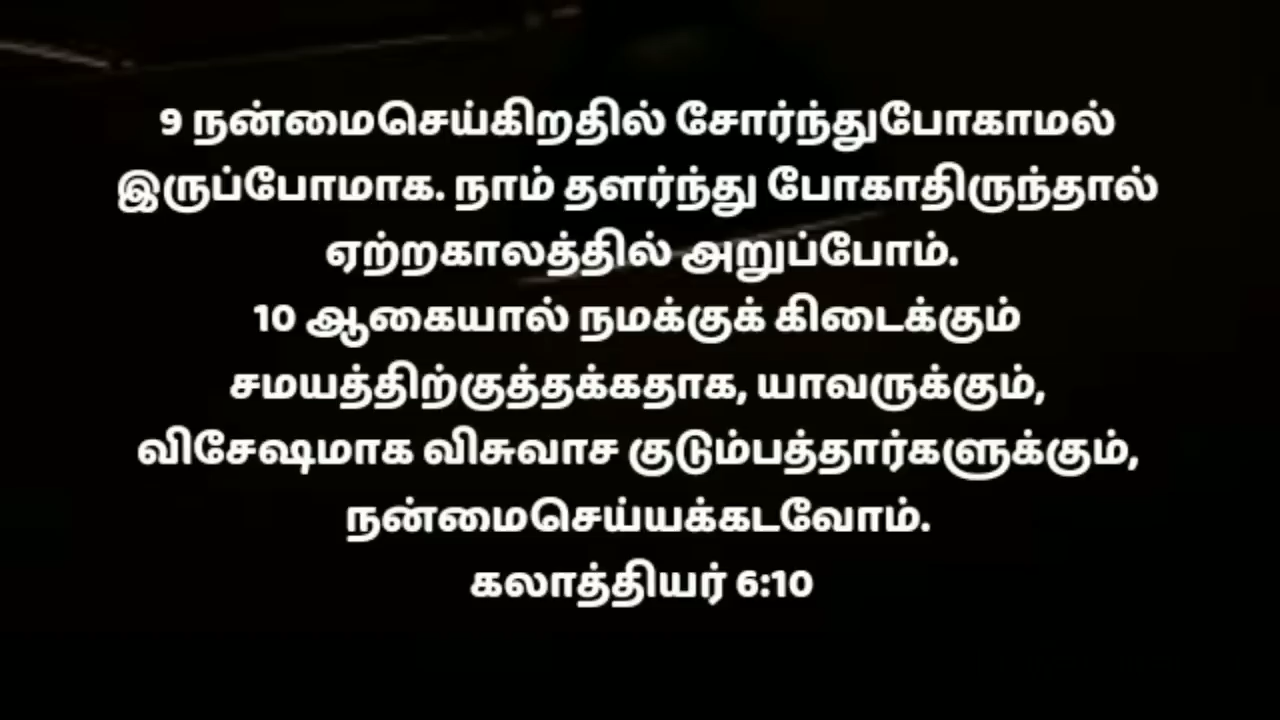 9 நன்மைசெய்கிறதில் சோர்ந்துபோகாமல்
இருப்போமாக. நாம் தளர்ந்து போகாதிருந்தால்
ஏற்றகாலத்தில் அறுப்போம்.
10 ஆகையால் நமக்குக் கிடைக்கும்
சமயத்திற்குத்தக்கதாக, யாவருக்கும்,
விசேஷமாக விசுவாச குடும்பத்தார்களுக்கும்,
நன்மைசெய்யக்கடவோம்.
கலாத்தியர் 6:10